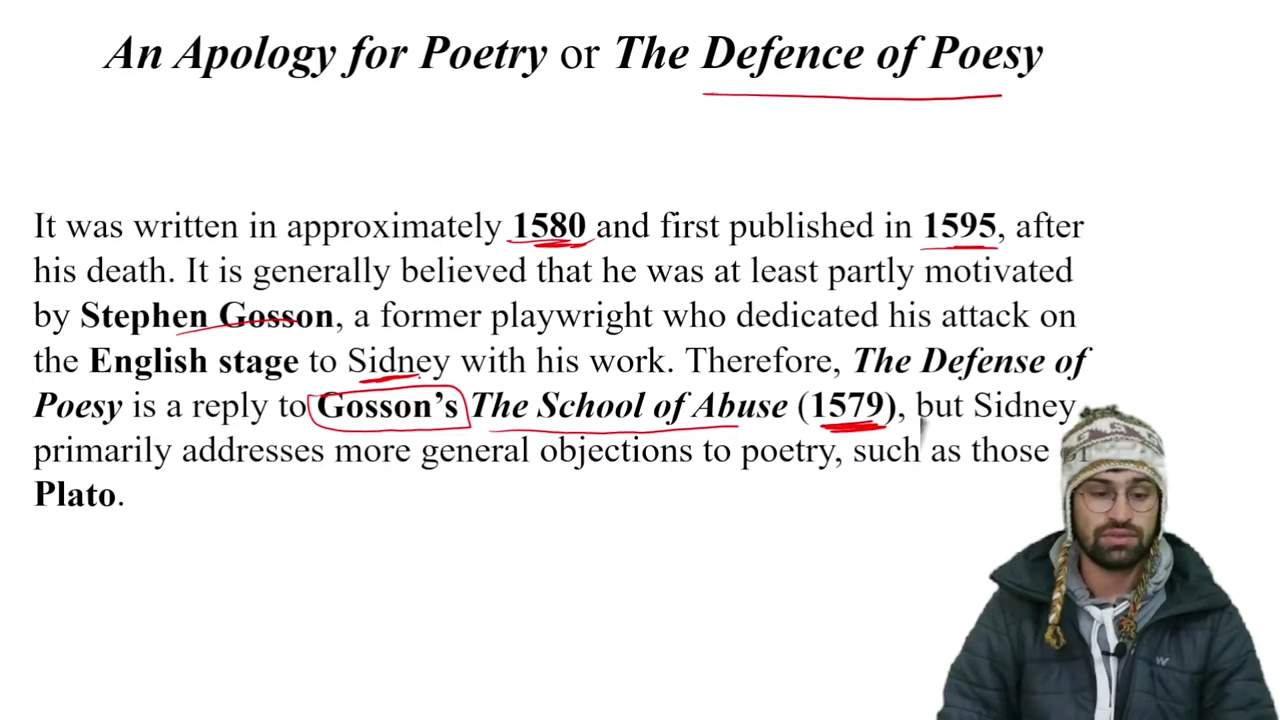 An Apology for Poetry or The Defence of Poesy
It was written in approximately 1580 and first published in 1595, after
his death. It is generally believed that he was at least partly motivated
by Stephen Gosson, a former playwright who dedicated his attack on
the English stage to Sidney with his work. Therefore, The Defense of
Poesy is a reply to Gosson's The School of Abuse (1579), but Sidney
primarily addresses more general objections to poetry, such as those
Plato.